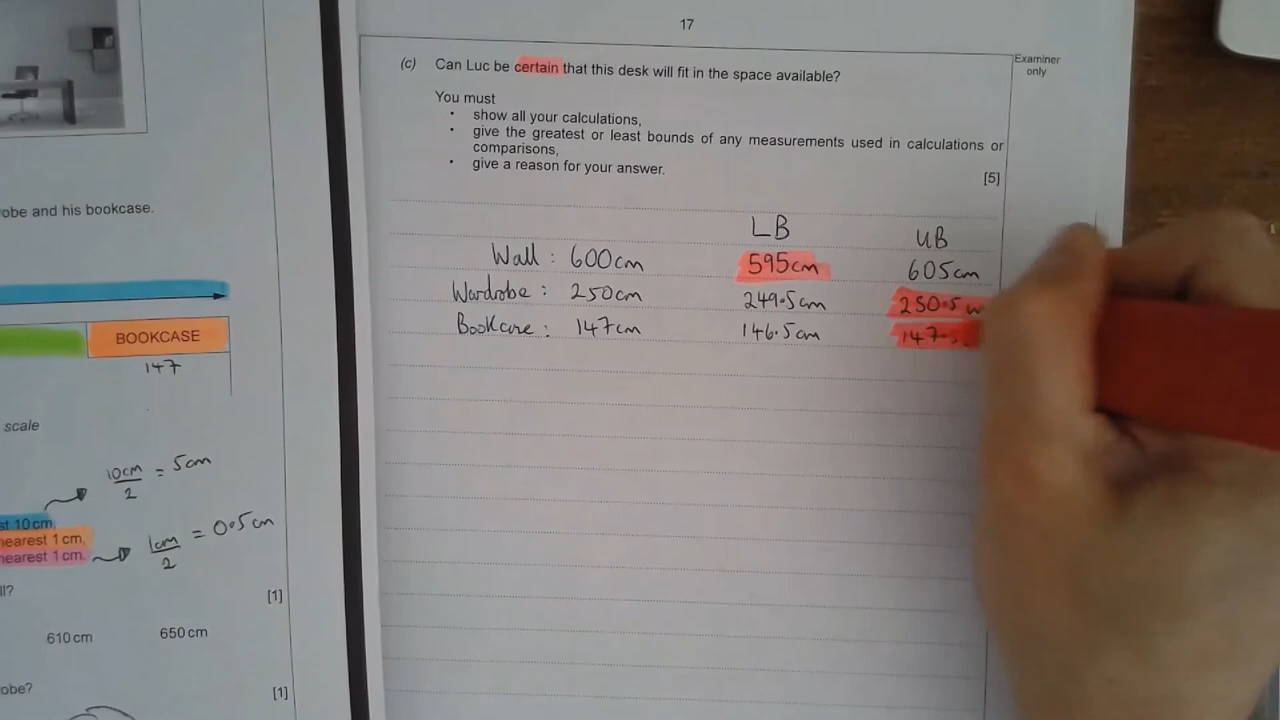 obe and his bookcase.
BOOKCASE
147
scale
10cm/2 = 5cm
st 10 cm,
nearest 1 cm,
nearest 1 cm.
1cm/2 = 0.5cm
ll?
[1]
610 cm 650 cm
obe?
[1]
17
Examiner only
(c) Can Luc be certain that this desk will fit in the space available?
You must
• show all your calculations,
• give the greatest or least bounds of any measurements used in calculations or
comparisons,
• give a reason for your answer.
[5]
LB UB
Wall : 600cm 595cm 605cm
Wardrobe : 250cm 249.5cm 250.5
Bookcase : 147cm 146.5cm 147.